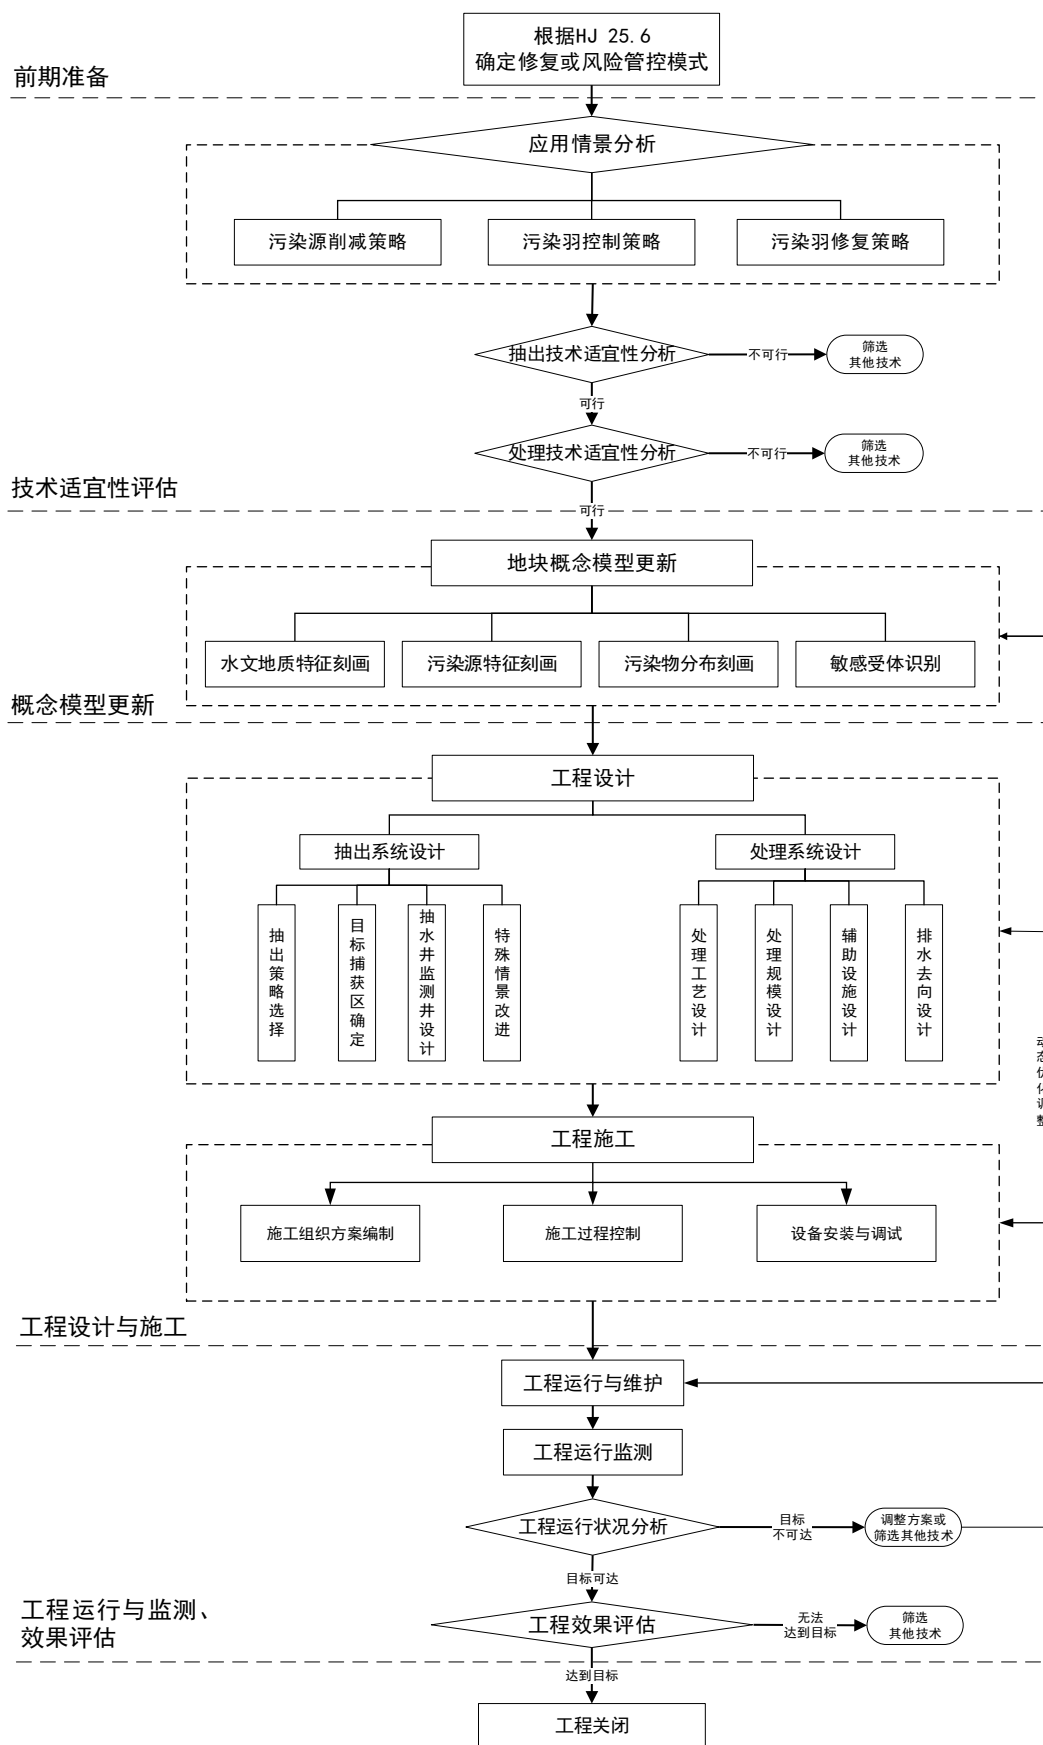 根据HJ 25.6
确定修复或风险管控模式
前期准备
应用情景分析
污染源削减策略
污染羽控制策略
污染羽修复策略
抽出技术适宜性分析
不可行
筛选
其他技术
可行
处理技术适宜性分析
不可行
筛选
其他技术
技术适宜性评估
可行
地块概念模型更新
水文地质特征刻画
污染源特征刻画
污染物分布刻画
敏感受体识别
概念模型更新
工程设计
抽出系统设计
处理系统设计
抽出策略选择
目标捕获区确定
抽水井监测井设计
特殊情景改进
处理工艺设计
处理规模设计
辅助设施设计
排水去向设计
动态优化调整
工程施工
施工组织方案编制
施工过程控制
设备安装与调试
工程设计与施工
工程运行与维护
工程运行监测
工程运行状况分析
目标
不可达
调整方案或
筛选其他技术
目标可达
工程运行与监测、
效果评估
工程效果评估
无法
达到目标
筛选
其他技术
达到目标
工程关闭